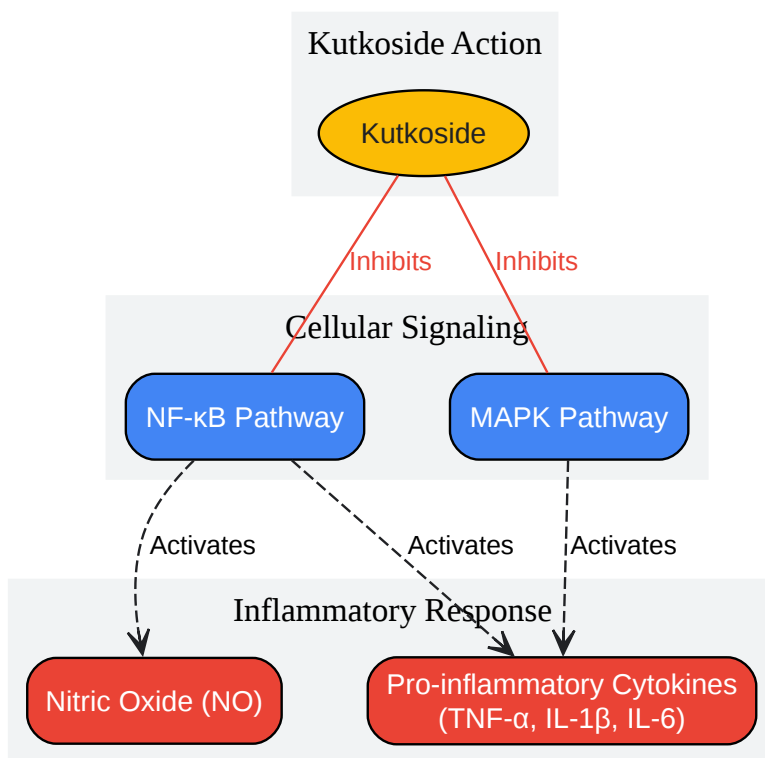 Kutkoside Action
Kutkoside
Inhibits
Inhibits
Cellular Signaling
NF-κB Pathway
MAPK Pathway
Activates
Activates
Activates
Inflammatory Response
Nitric Oxide (NO)
Pro-inflammatory Cytokines
(TNF-α, IL-1β, IL-6)